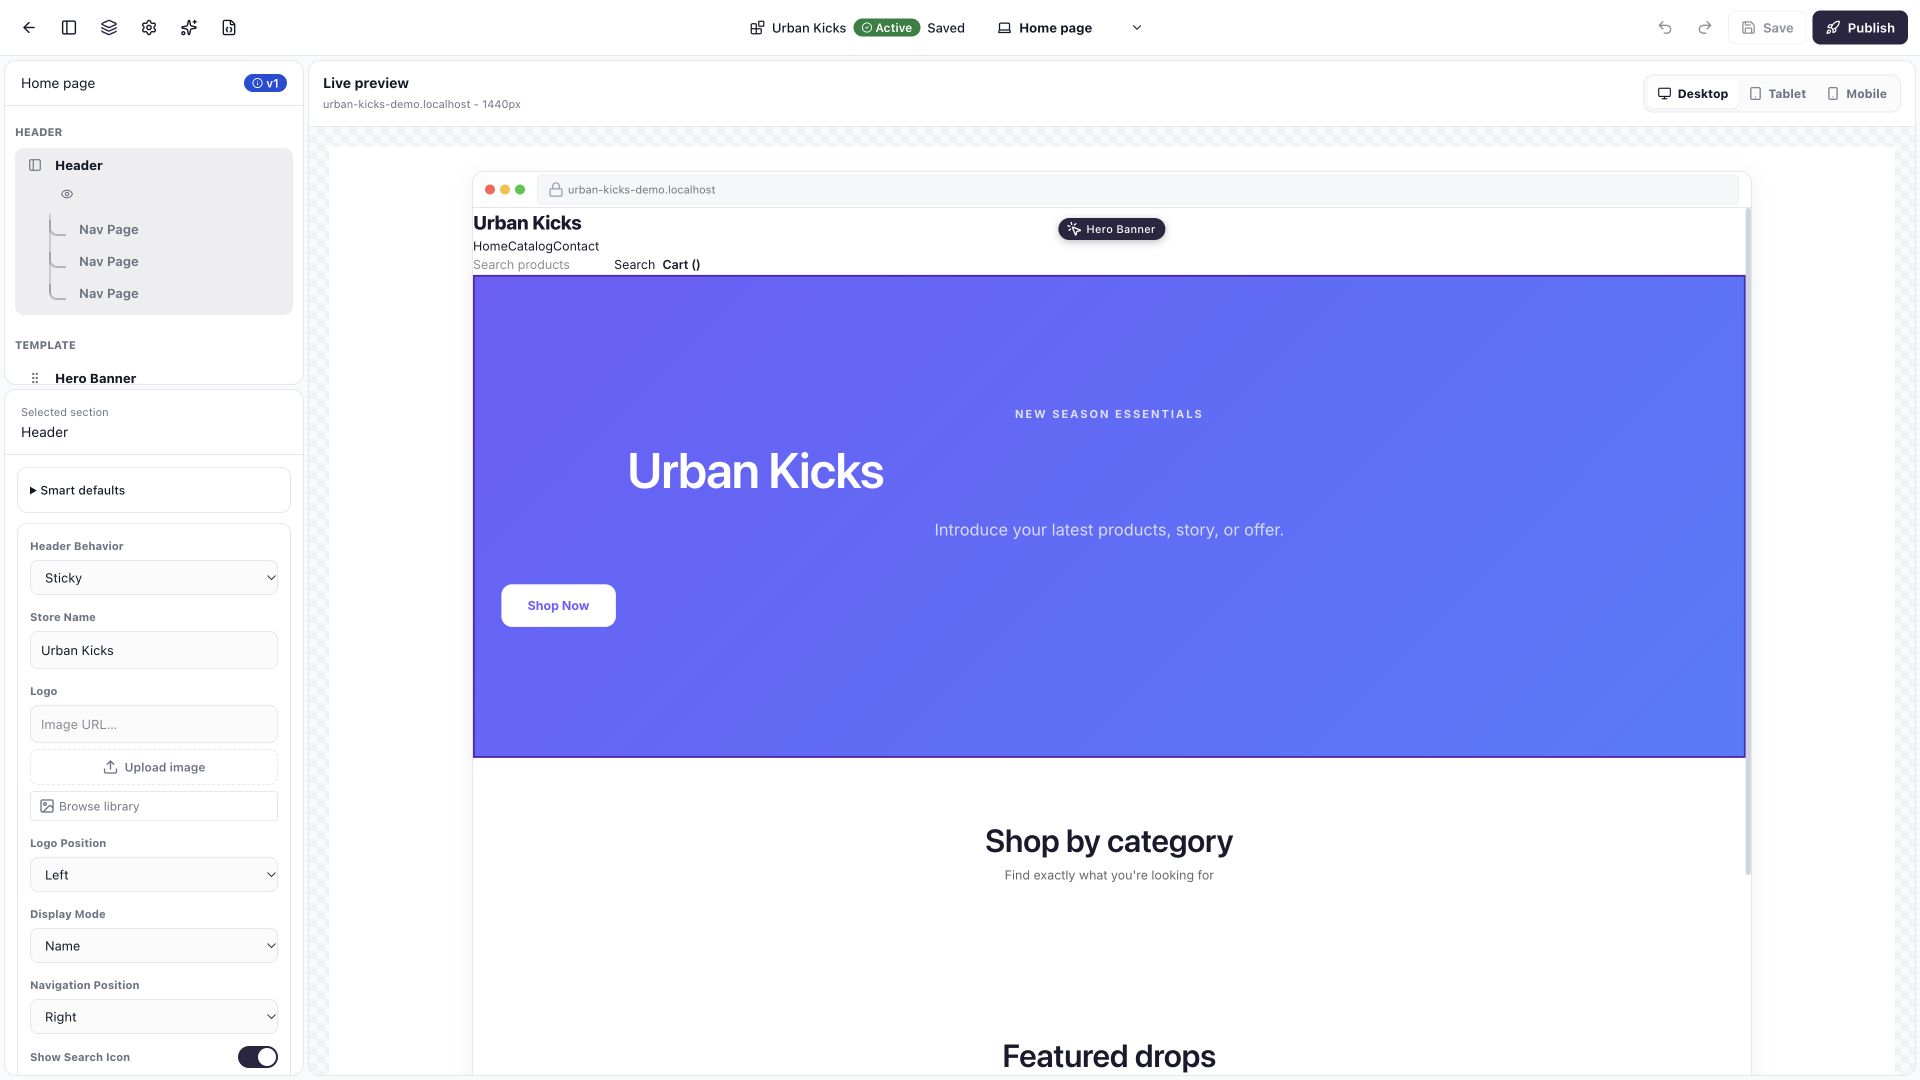 Urban Kicks Active Saved Home page Save Publish
Home page v1
HEADER
Header
Nav Page
Nav Page
Nav Page
TEMPLATE
Hero Banner
Selected section
Header
Smart defaults
Header Behavior
Sticky
Store Name
Urban Kicks
Logo
Image URL...
Upload image
Browse library
Logo Position
Left
Display Mode
Name
Navigation Position
Right
Show Search Icon
Live preview
urban-kicks-demo.localhost - 1440px
Desktop Tablet Mobile
urban-kicks-demo.localhost
Urban Kicks
Hero Banner
HomeCatalogContact
Search products Search Cart ()
NEW SEASON ESSENTIALS
Urban Kicks
Introduce your latest products, story, or offer.
Shop Now
Shop by category
Find exactly what you're looking for
Featured drops